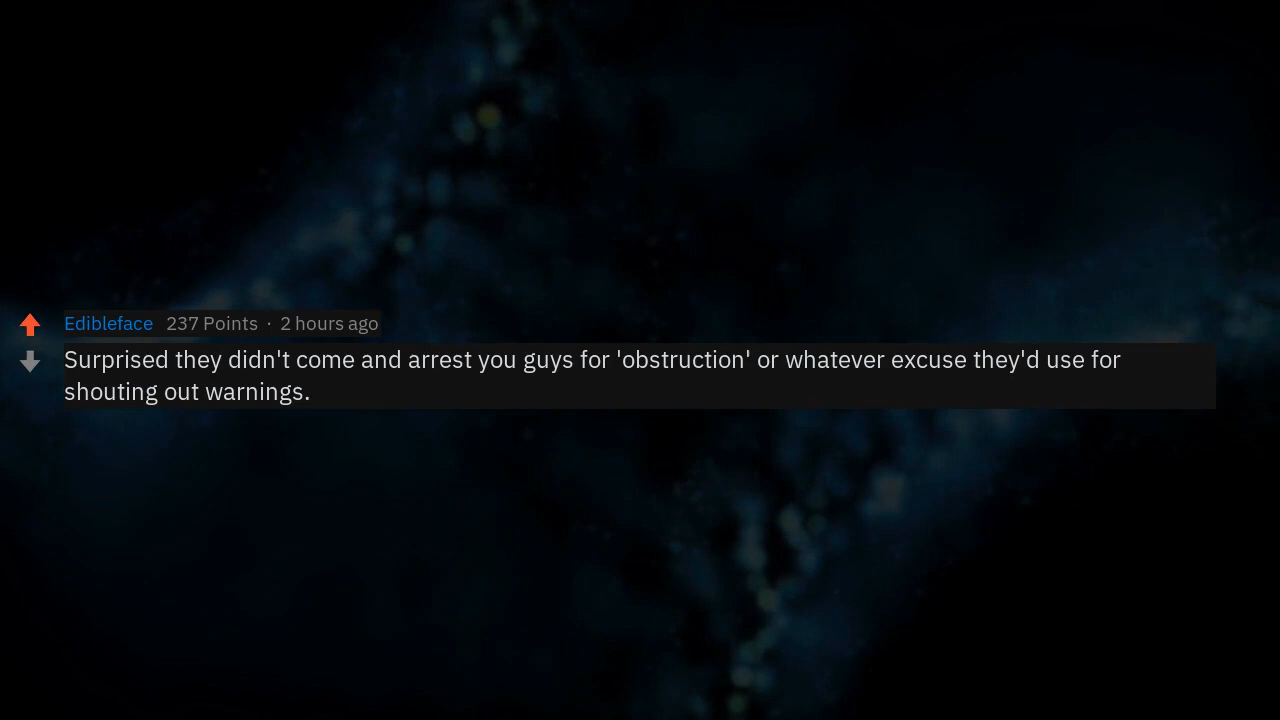 Edibleface 237 Points · 2 hours ago
Surprised they didn't come and arrest you guys for 'obstruction' or whatever excuse they'd use for
shouting out warnings.